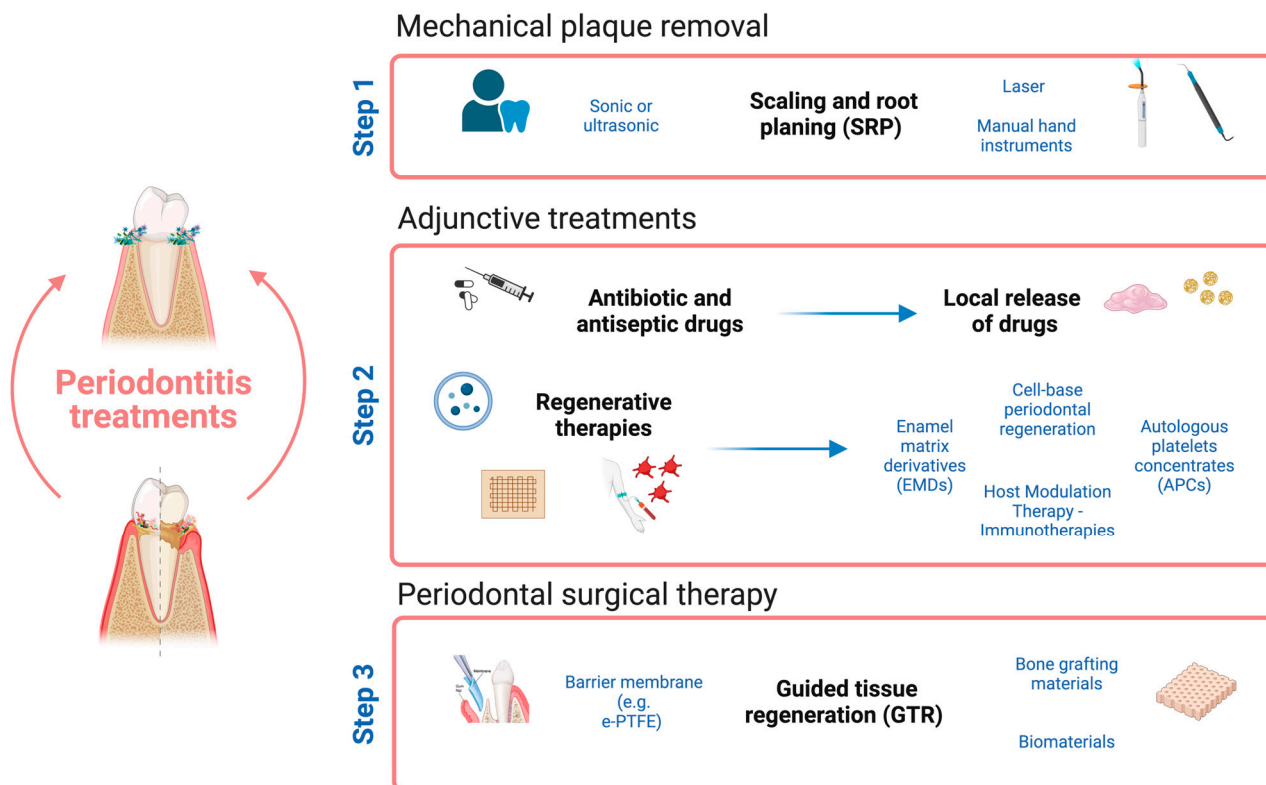 Mechanical plaque removal
Step 1
Sonic or
ultrasonic
Scaling and root
planing (SRP)
Laser
Manual hand
instruments
Adjunctive treatments
Step 2
Antibiotic and
antiseptic drugs
Local release
of drugs
Regenerative
therapies
Enamel
matrix
derivatives
(EMDs)
Cell-base
periodontal
regeneration
Host Modulation
Therapy -
Immunotherapies
Autologous
platelets
concentrates
(APCs)
Periodontitis
treatments
Periodontal surgical therapy
Step 3
Membrane
Gum
flap
Barrier membrane
(e.g.
e-PTFE)
Guided tissue
regeneration (GTR)
Bone grafting
materials
Biomaterials